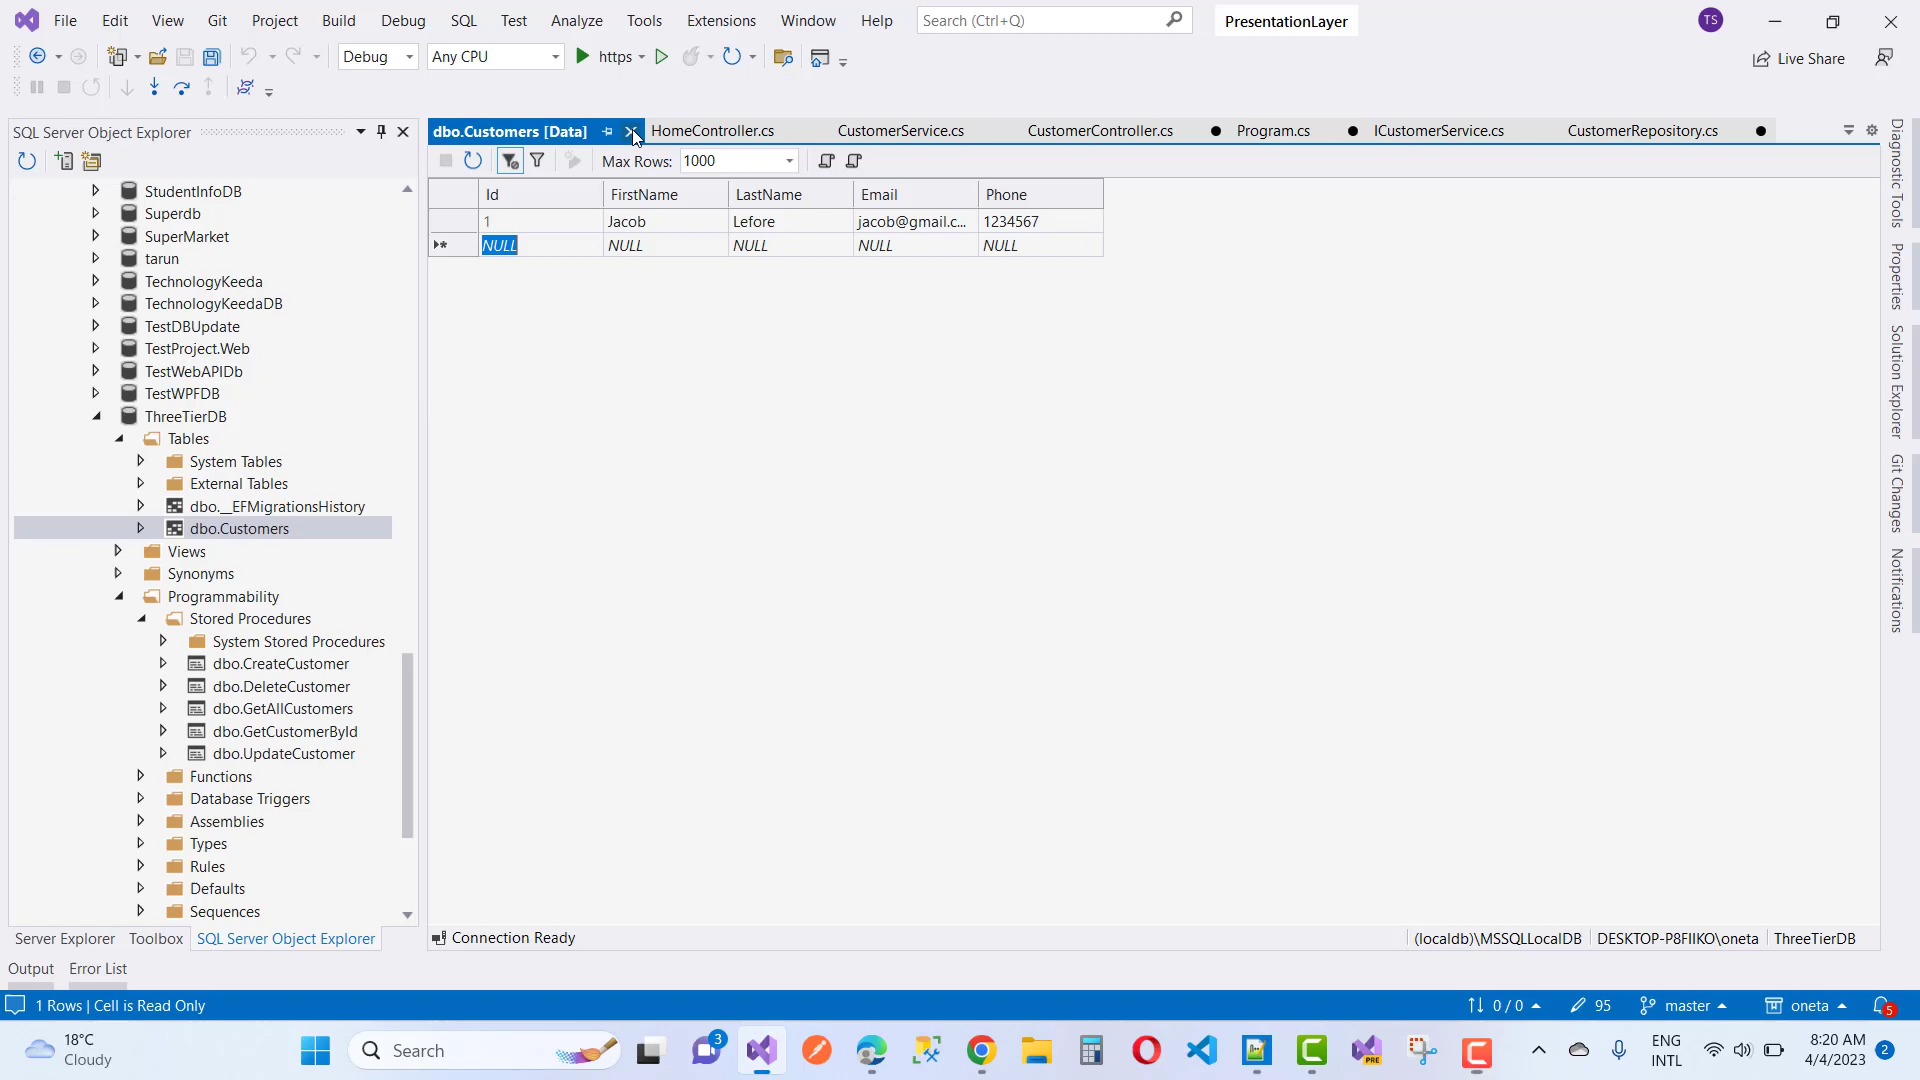 File Edit View Git Project Build Debug SQL Test Analyze Tools Extensions Window Help Search (Ctrl+Q) PresentationLayer TS
Debug Any CPU https Live Share
SQL Server Object Explorer
dbo.Customers [Data] HomeController.cs CustomerService.cs CustomerController.cs Program.cs ICustomerService.cs CustomerRepository.cs
Max Rows: 1000
Id FirstName LastName Email Phone
1 Jacob Lefore jacob@gmail.c... 1234567
NULL NULL NULL NULL NULL
StudentInfoDB
Superdb
SuperMarket
tarun
TechnologyKeeda
TechnologyKeedaDB
TestDBUpdate
TestProject.Web
TestWebAPIDb
TestWPFDB
ThreeTierDB
Tables
System Tables
External Tables
dbo.__EFMigrationsHistory
dbo.Customers
Views
Synonyms
Programmability
Stored Procedures
System Stored Procedures
dbo.CreateCustomer
dbo.DeleteCustomer
dbo.GetAllCustomers
dbo.GetCustomerById
dbo.UpdateCustomer
Functions
Database Triggers
Assemblies
Types
Rules
Defaults
Sequences
Diagnostic Tools
Properties
Solution Explorer
Git Changes
Notifications
Server Explorer Toolbox SQL Server Object Explorer
Connection Ready (localdb)\MSSQLLocalDB DESKTOP-P8FIIKO\oneta ThreeTierDB
Output Error List
1 Rows | Cell is Read Only 0 / 0 95 master oneta 5
18°C
Cloudy
Search
3
PRE
ENG
INTL
8:20 AM
4/4/2023
2